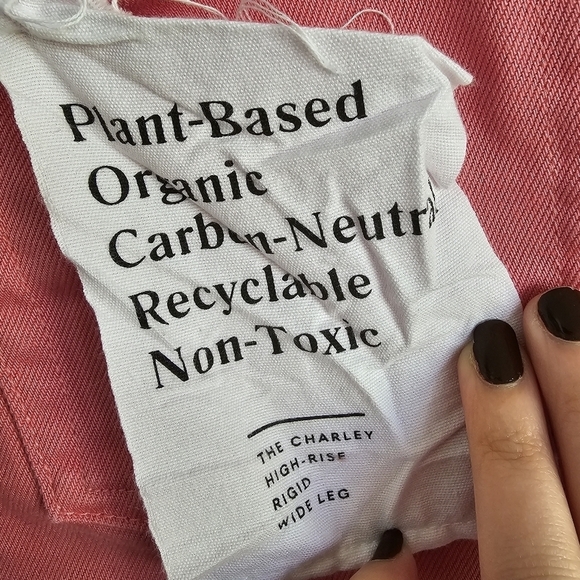 Plant-Based
Organic
Carbon-Neutral
Recyclable
Non-Toxic
THE CHARLEY
HIGH-RISE
RIGID
WIDE LEG